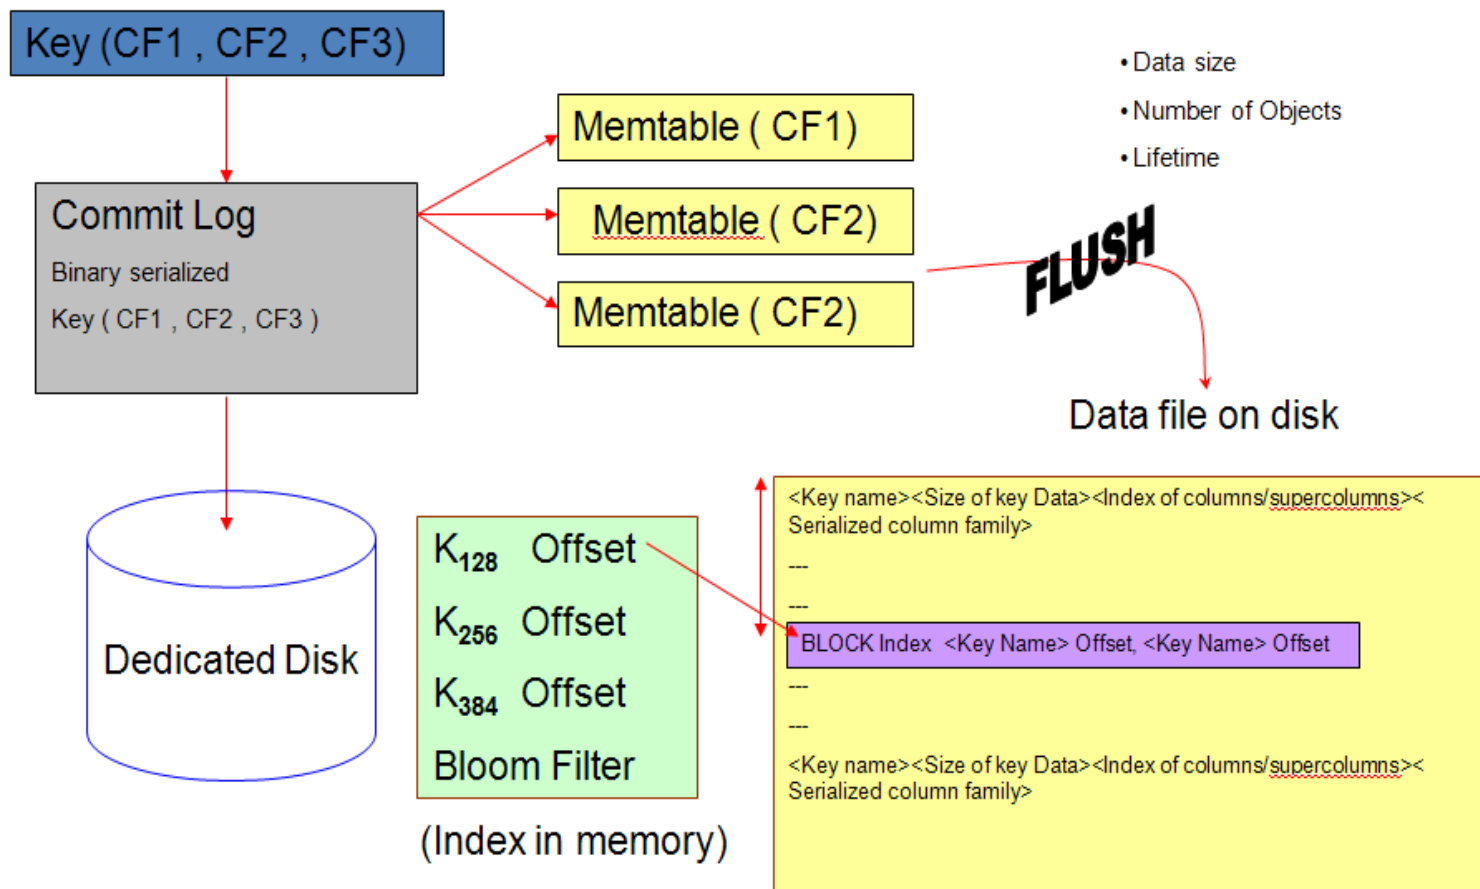 Key (CF1 , CF2 , CF3)
Commit Log
Binary serialized
Key ( CF1 , CF2 , CF3 )
Memtable ( CF1)
Memtable ( CF2)
Memtable ( CF2)
• Data size
• Number of Objects
• Lifetime
FLUSH
Data file on disk
Dedicated Disk
K128 Offset
K256 Offset
K384 Offset
Bloom Filter
(Index in memory)
<Key name><Size of key Data><Index of columns/supercolumns><
Serialized column family>
---
---
BLOCK Index <Key Name> Offset, <Key Name> Offset
---
---
<Key name><Size of key Data><Index of columns/supercolumns><
Serialized column family>